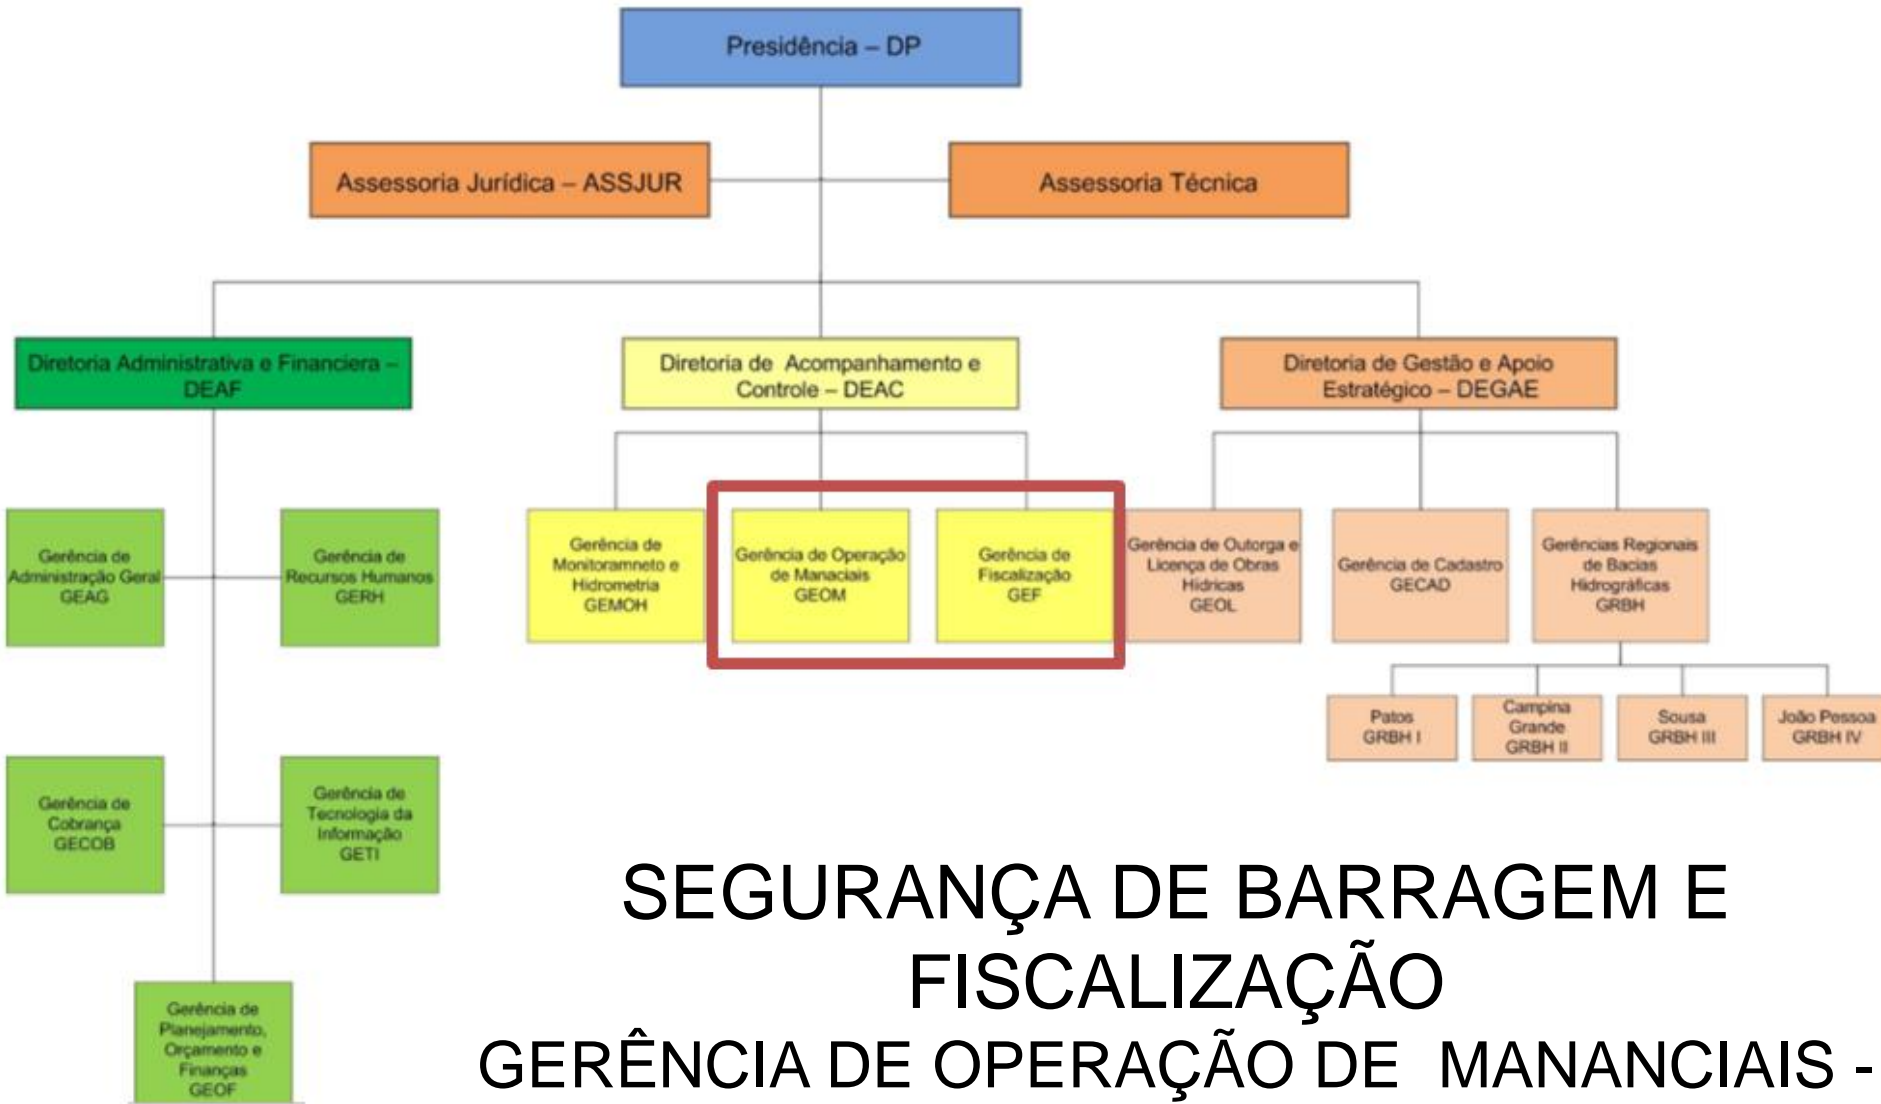 Presidência – DP
Assessoria Jurídica – ASSJUR
Assessoria Técnica
Diretoria Administrativa e Financiera –
DEAF
Diretoria de Acompanhamento e
Controle – DEAC
Diretoria de Gestão e Apoio
Estratégico – DEGAE
Gerência de
Administração Geral
GEAG
Gerência de
Recursos Humanos
GERH
Gerência de
Monitoramneto e
Hidrometria
GEMOH
Gerência de Operação
de Manaciais
GEOM
Gerência de
Fiscalização
GEF
Gerência de Outorga e
Licença de Obras
Hídricas
GEOL
Gerência de Cadastro
GECAD
Gerências Regionais
de Bacias
Hidrográficas
GRBH
Patos
GRBH I
Campina
Grande
GRBH II
Sousa
GRBH III
João Pessoa
GRBH IV
Gerência de
Cobrança
GECOB
Gerência de
Tecnologia da
Informação
GETI
Gerência de
Planejamento,
Orçamento e
Finanças
GEOF
SEGURANÇA DE BARRAGEM E
FISCALIZAÇÃO
GERÊNCIA DE OPERAÇÃO DE MANANCIAIS -